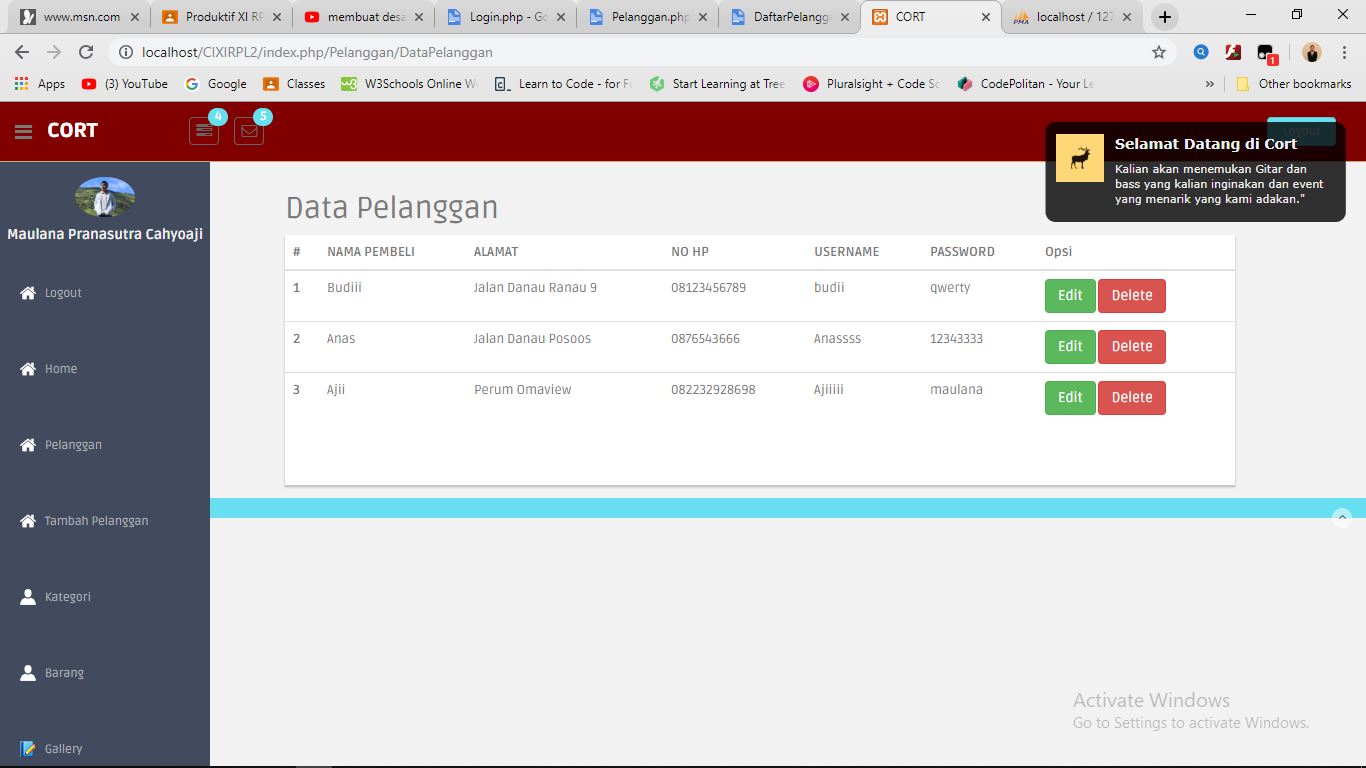 www.msn.com
Produktif XI RP
membuat desa
Login.php - Go
Pelanggan.php
DaftarPelangga
CORT
localhost / 127
localhost/CIXIRPL2/index.php/Pelanggan/DataPelanggan
1
Apps
(3) YouTube
Google
Classes
W3Schools Online W
Learn to Code - for F
Start Learning at Tree
Pluralsight + Code Sc
CodePolitan - Your Le
»
Other bookmarks
CORT
4
5
Logout
Selamat Datang di Cort
Kalian akan menemukan Gitar dan
bass yang kalian inginakan dan event
yang menarik yang kami adakan."
Maulana Pranasutra Cahyoaji
Logout
Home
Pelanggan
Tambah Pelanggan
Kategori
Barang
Gallery
Data Pelanggan
# NAMA PEMBELI ALAMAT NO HP USERNAME PASSWORD Opsi
1 Budiii Jalan Danau Ranau 9 08123456789 budii qwerty Edit Delete
2 Anas Jalan Danau Posoos 0876543666 Anassss 12343333 Edit Delete
3 Ajii Perum Omaview 082232928698 Ajiiiii maulana Edit Delete
Activate Windows
Go to Settings to activate Windows.